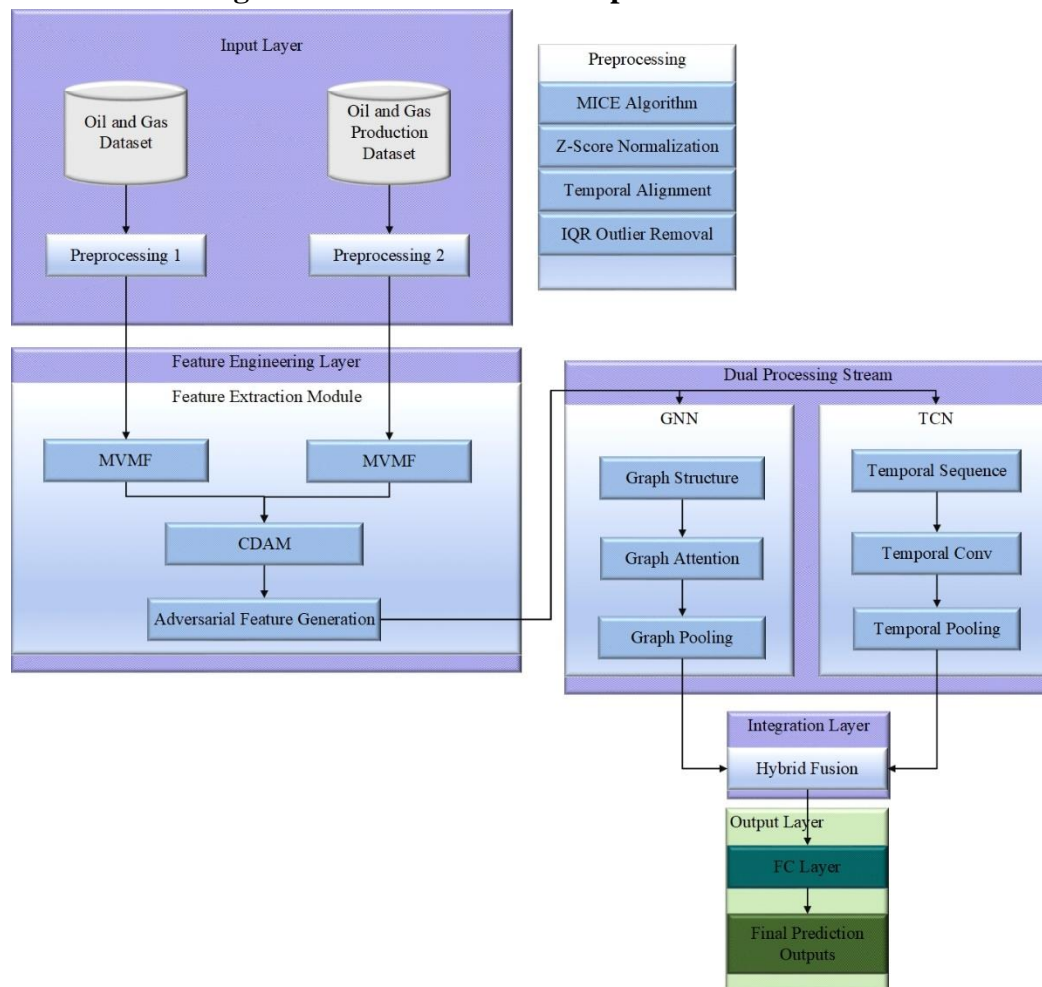 Input Layer
Oil and Gas
Dataset
Oil and Gas
Production
Dataset
Preprocessing 1
Preprocessing 2
Preprocessing
MICE Algorithm
Z-Score Normalization
Temporal Alignment
IQR Outlier Removal
Feature Engineering Layer
Feature Extraction Module
MVMF
MVMF
CDAM
Adversarial Feature Generation
Dual Processing Stream
GNN
Graph Structure
Graph Attention
Graph Pooling
TCN
Temporal Sequence
Temporal Conv
Temporal Pooling
Integration Layer
Hybrid Fusion
Output Layer
FC Layer
Final Prediction
Outputs